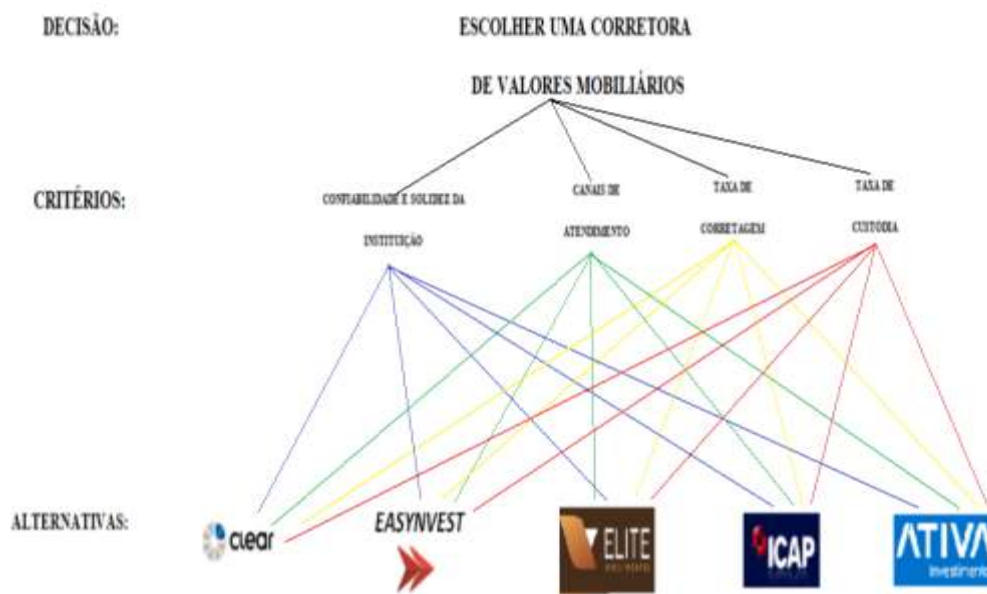 DECISÃO:
ESCOLHER UMA CORRETORA
DE VALORES MOBILIÁRIOS
CRITÉRIOS:
CONFIABILIDADE E SOLIDEZ DA
INSTITUIÇÃO
CANAIS DE
ATENDIMENTO
TAXA DE
CORRETAGEM
TAXA DE
CUSTODIA
ALTERNATIVAS:
clear
EASYNVEST
ELITE
ICAP
ATIVA
Investimento